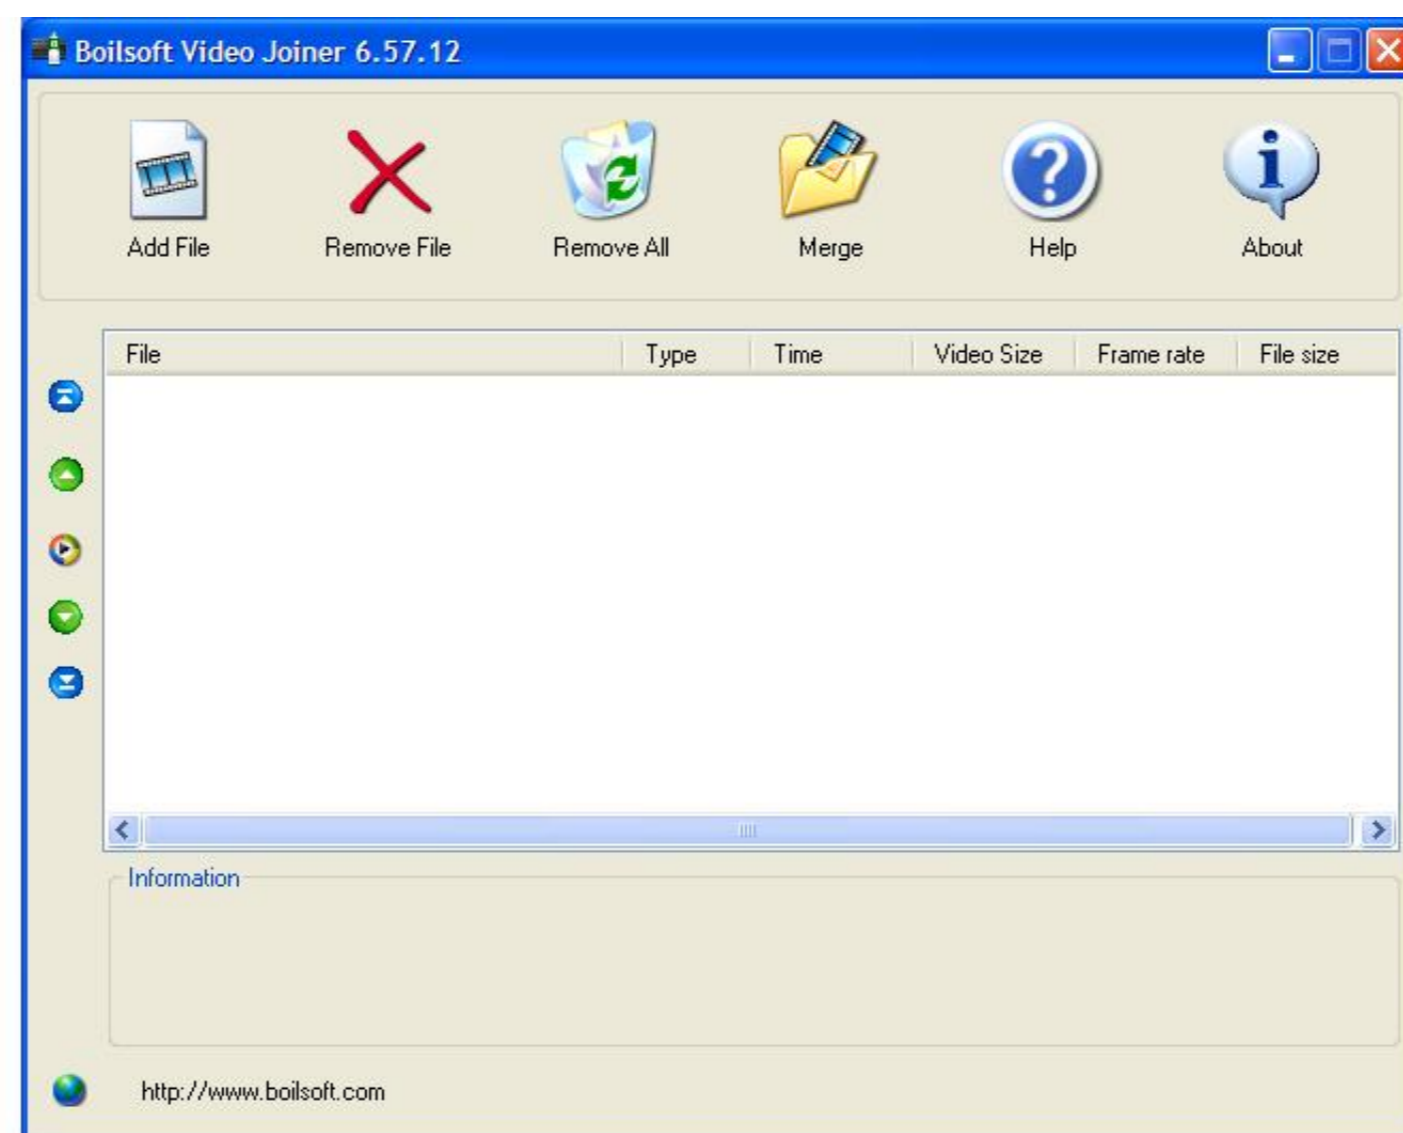 Boilsoft Video Joiner 6.57.12
Add File Remove File Remove All Merge Help About
File Type Time Video Size Frame rate File size
Information
http://www.boilsoft.com